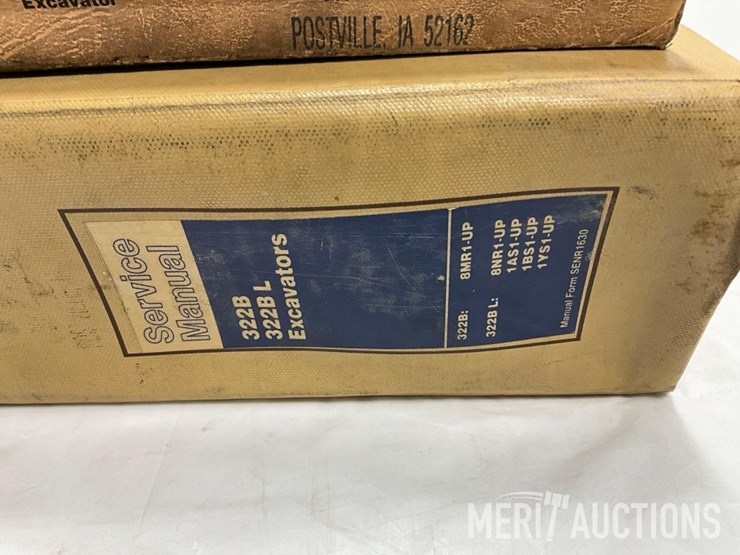 Excavator
POSTVILLE, IA 52162
Service
Manual
322B
322B L
Excavators
322B: 8MR1-UP
322B L: 8NR1-UP
1AS1-UP
1BS1-UP
1YS1-UP
Manual Form SENR1630
MERIT AUCTIONS